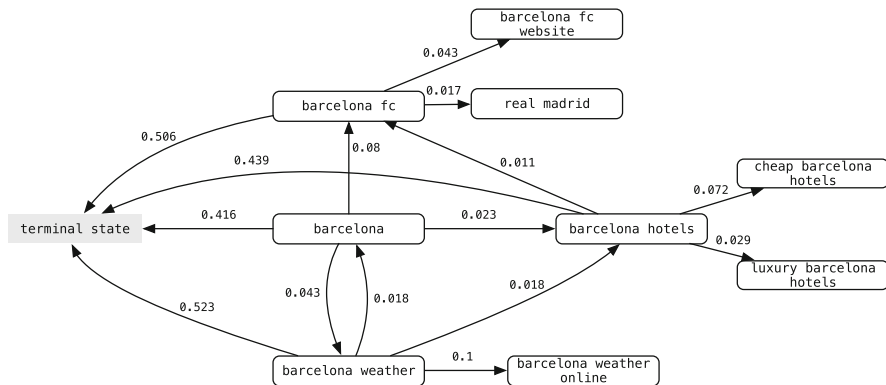 barcelona fc
website
0.043
0.017
barcelona fc
real madrid
0.506
0.08
0.439
0.011
cheap barcelona
hotels
0.072
0.416
0.023
terminal state
barcelona
barcelona hotels
0.029
luxury barcelona
hotels
0.043
0.018
0.018
0.523
0.1
barcelona weather
barcelona weather
online